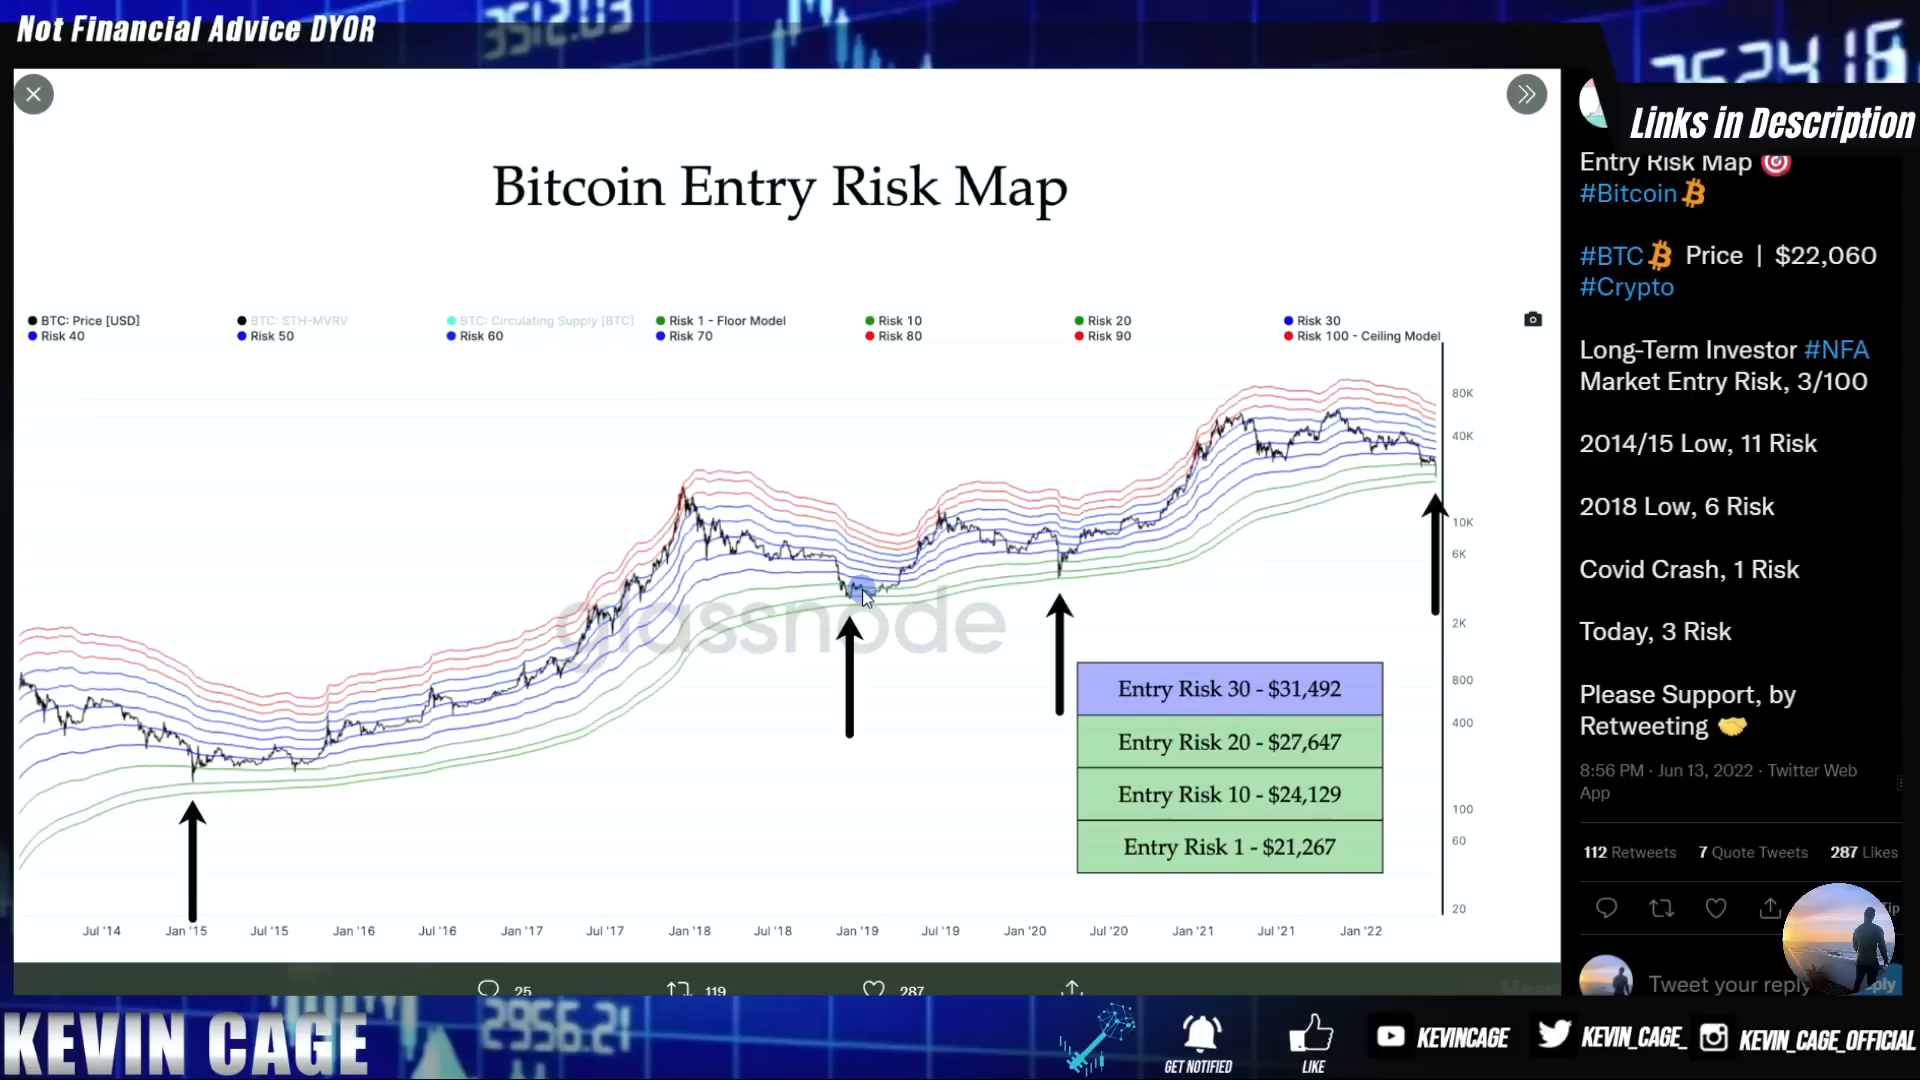 Not Financial Advice DYOR
3512.03
7524.16
Links in Description
Bitcoin Entry Risk Map
BTC: Price [USD]
BTC: STH-MVRV
BTC: Circulating Supply [BTC]
Risk 1 - Floor Model
Risk 10
Risk 20
Risk 30
Risk 40
Risk 50
Risk 60
Risk 70
Risk 80
Risk 90
Risk 100 - Ceiling Model
80K
40K
10K
6K
2K
800
400
100
60
20
glassnode
Entry Risk 30 - $31,492
Entry Risk 20 - $27,647
Entry Risk 10 - $24,129
Entry Risk 1 - $21,267
Jul '14
Jan '15
Jul '15
Jan '16
Jul '16
Jan '17
Jul '17
Jan '18
Jul '18
Jan '19
Jul '19
Jan '20
Jul '20
Jan '21
Jul '21
Jan '22
25
119
287
Entry Risk Map 🎯
#Bitcoin
#BTC Price | $22,060
#Crypto
Long-Term Investor #NFA
Market Entry Risk, 3/100
2014/15 Low, 11 Risk
2018 Low, 6 Risk
Covid Crash, 1 Risk
Today, 3 Risk
Please Support, by
Retweeting 🤝
8:56 PM · Jun 13, 2022 · Twitter Web
App
112 Retweets 7 Quote Tweets 287 Likes
Tip
Tweet your reply
KEVIN CAGE
2956.21
GET NOTIFIED
LIKE
KEVINCAGE
KEVIN_CAGE_
KEVIN_CAGE_OFFICIAL